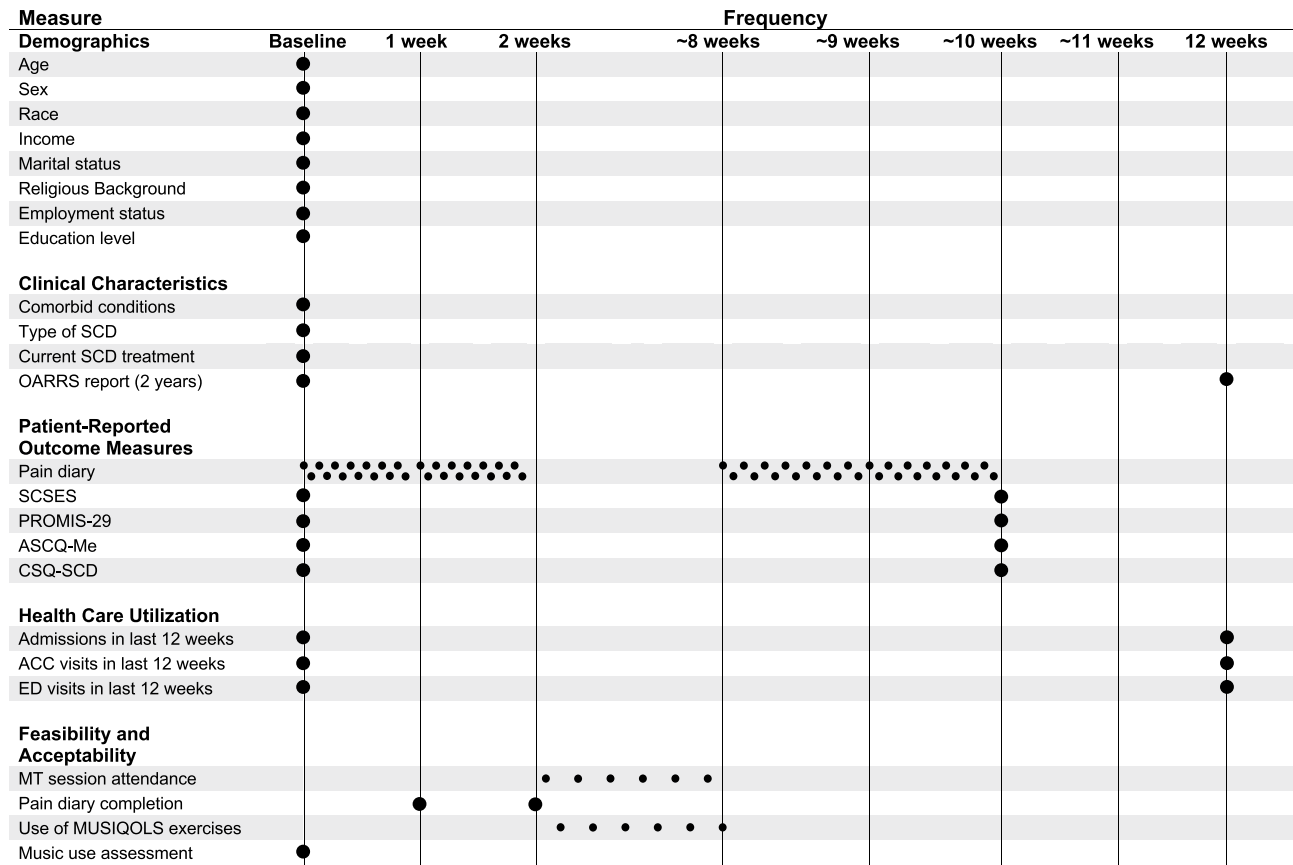 Measure Frequency
Demographics Baseline 1 week 2 weeks ~8 weeks ~9 weeks ~10 weeks ~11 weeks 12 weeks
Age
Sex
Race
Income
Marital status
Religious Background
Employment status
Education level
Clinical Characteristics
Comorbid conditions
Type of SCD
Current SCD treatment
OARRS report (2 years)
Patient-Reported
Outcome Measures
Pain diary
SCSES
PROMIS-29
ASCQ-Me
CSQ-SCD
Health Care Utilization
Admissions in last 12 weeks
ACC visits in last 12 weeks
ED visits in last 12 weeks
Feasibility and
Acceptability
MT session attendance
Pain diary completion
Use of MUSIQOLS exercises
Music use assessment